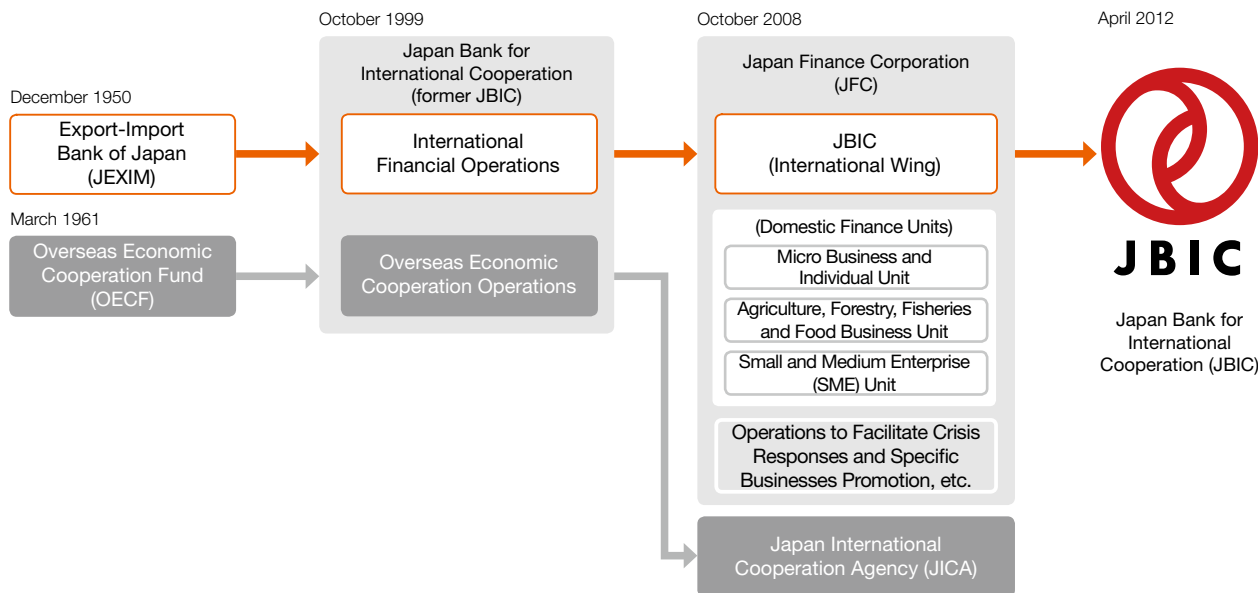 December 1950
Export-Import
Bank of Japan
(JEXIM)
March 1961
Overseas Economic
Cooperation Fund
(OECF)
October 1999
Japan Bank for
International Cooperation
(former JBIC)
International
Financial Operations
Overseas Economic
Cooperation Operations
October 2008
Japan Finance Corporation
(JFC)
JBIC
(International Wing)
(Domestic Finance Units)
Micro Business and
Individual Unit
Agriculture, Forestry, Fisheries
and Food Business Unit
Small and Medium Enterprise
(SME) Unit
Operations to Facilitate Crisis
Responses and Specific
Businesses Promotion, etc.
Japan International
Cooperation Agency (JICA)
April 2012
JBIC
Japan Bank for
International
Cooperation (JBIC)